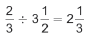 2/3 ÷ 3 1/2 = 2 1/3